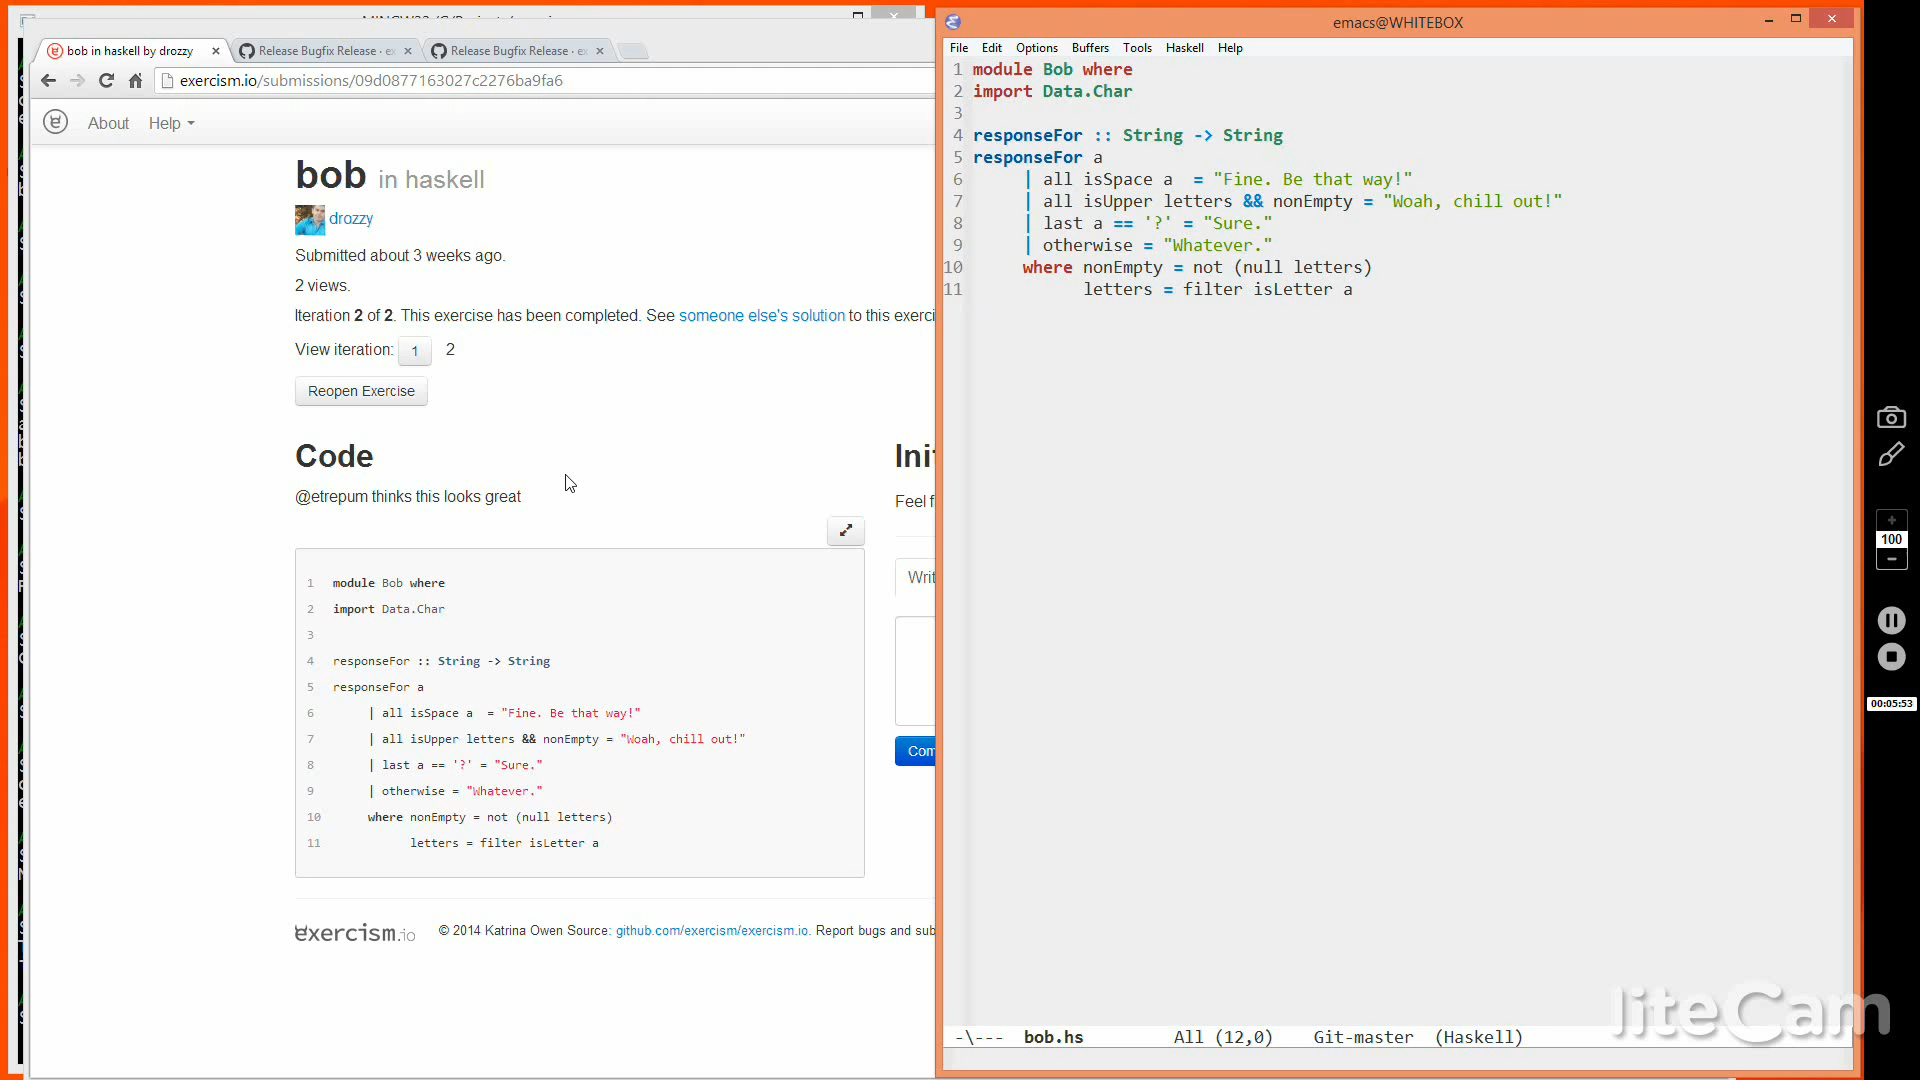 bob in haskell by drozzy
Release Bugfix Release · ex
Release Bugfix Release · ex
exercism.io/submissions/09d0877163027c2276ba9fa6
About Help
bob in haskell
drozzy
Submitted about 3 weeks ago.
2 views.
Iteration 2 of 2. This exercise has been completed. See someone else's solution to this exerci
View iteration: 1 2
Reopen Exercise
Code
@etrepum thinks this looks great
1 module Bob where
2 import Data.Char
3
4 responseFor :: String -> String
5 responseFor a
6 | all isSpace a  = "Fine. Be that way!"
7 | all isUpper letters && nonEmpty = "Woah, chill out!"
8 | last a == '?' = "Sure."
9 | otherwise = "Whatever."
10 where nonEmpty = not (null letters)
11 letters = filter isLetter a
Ini
Feel f
Writ
Com
exercism.io
© 2014 Katrina Owen Source: github.com/exercism/exercism.io. Report bugs and sub
emacs@WHITEBOX
File Edit Options Buffers Tools Haskell Help
1 module Bob where
2 import Data.Char
3
4 responseFor :: String -> String
5 responseFor a
6 | all isSpace a  = "Fine. Be that way!"
7 | all isUpper letters && nonEmpty = "Woah, chill out!"
8 | last a == '?' = "Sure."
9 | otherwise = "Whatever."
10 where nonEmpty = not (null letters)
11 letters = filter isLetter a
-\--- bob.hs All (12,0) Git-master (Haskell)
100
00:05:53
liteCam